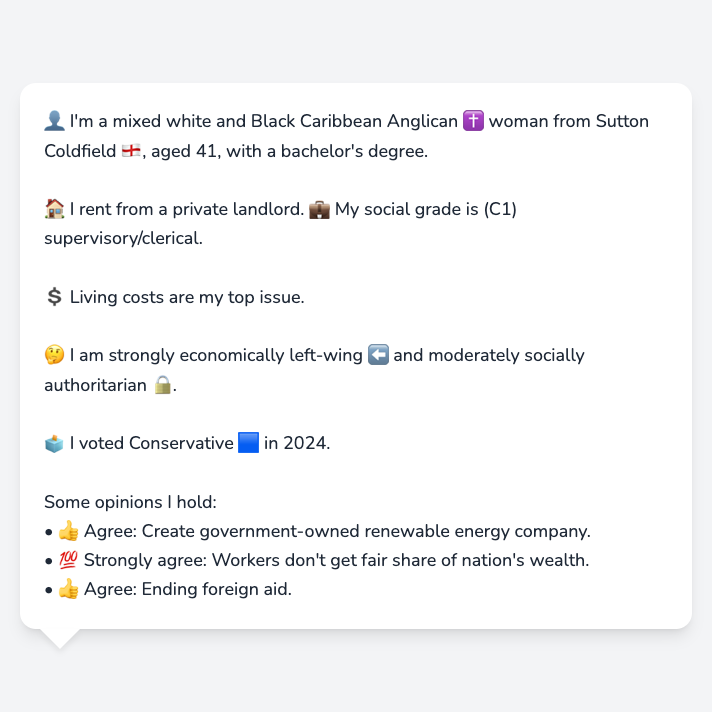 👤 I'm a mixed white and Black Caribbean Anglican ✝️ woman from Sutton
Coldfield 🏴󠁧󠁢󠁥󠁮󠁧󠁿, aged 41, with a bachelor's degree.
🏠 I rent from a private landlord. 💼 My social grade is (C1)
supervisory/clerical.
💲 Living costs are my top issue.
🤔 I am strongly economically left-wing ⬅️ and moderately socially
authoritarian 🔒.
🗳️ I voted Conservative 🟦 in 2024.
Some opinions I hold:
• 👍 Agree: Create government-owned renewable energy company.
• 💯 Strongly agree: Workers don't get fair share of nation's wealth.
• 👍 Agree: Ending foreign aid.